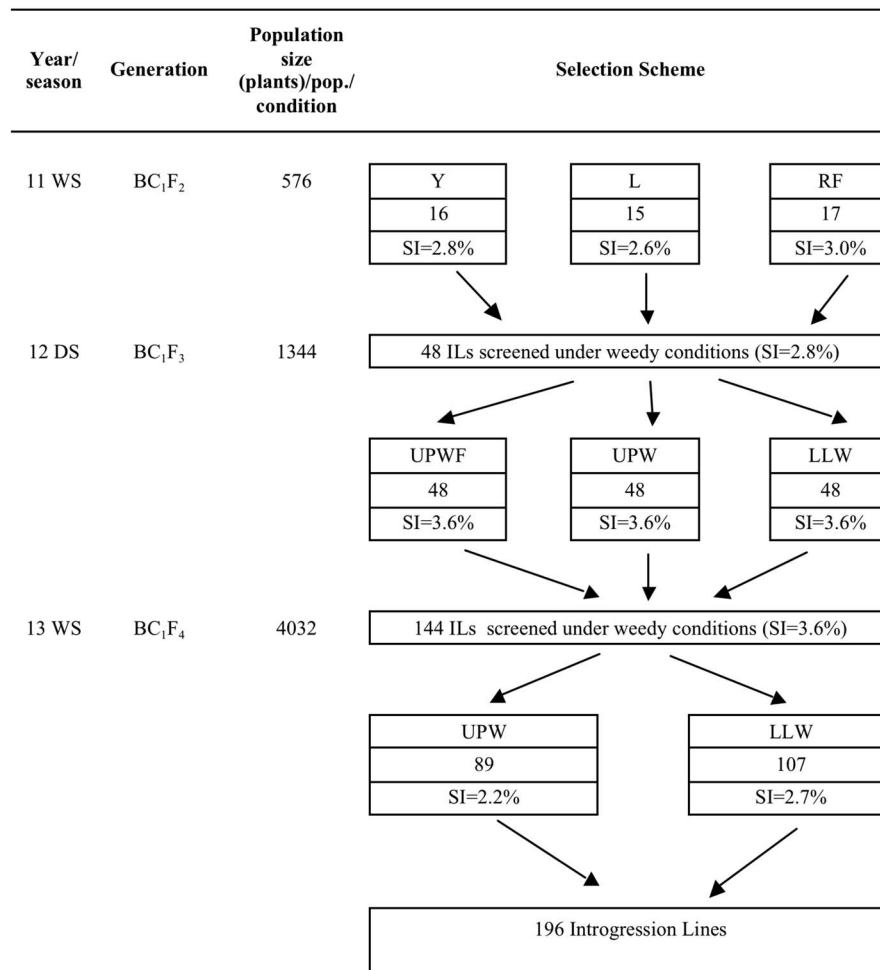 Year/
season
Generation
Population
size
(plants)/pop./
condition
Selection Scheme
11 WS
BC₁F₂
576
Y
16
SI=2.8%
L
15
SI=2.6%
RF
17
SI=3.0%
12 DS
BC₁F₃
1344
48 ILs screened under weedy conditions (SI=2.8%)
UPWF
48
SI=3.6%
UPW
48
SI=3.6%
LLW
48
SI=3.6%
13 WS
BC₁F₄
4032
144 ILs screened under weedy conditions (SI=3.6%)
UPW
89
SI=2.2%
LLW
107
SI=2.7%
196 Introgression Lines